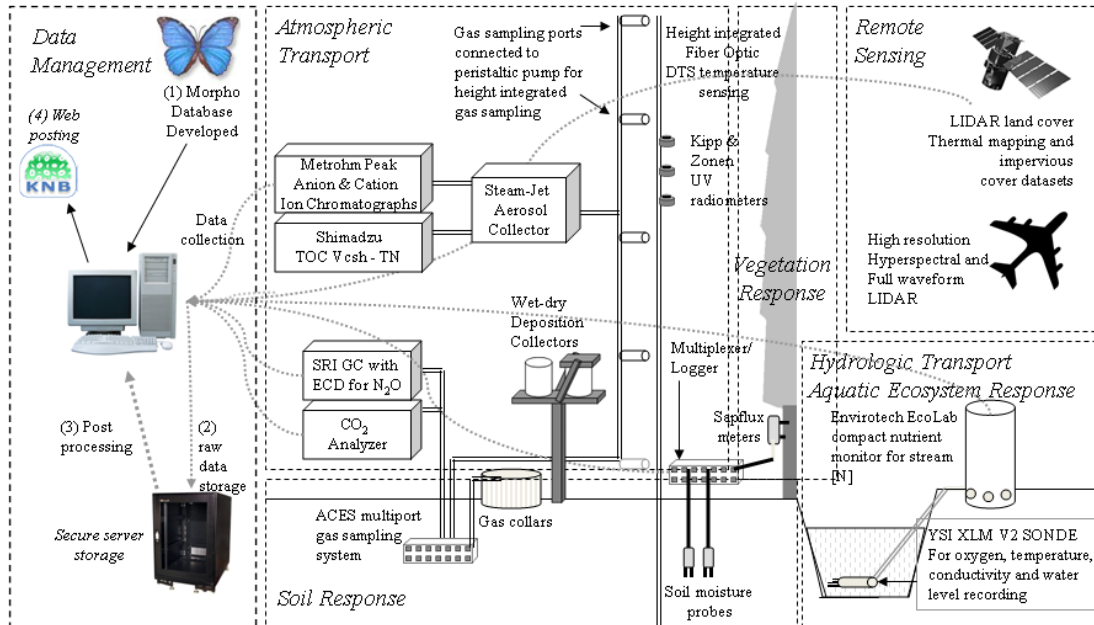 Data
Management
(1) Morpho
Database
Developed
(4) Web
posting
KNB
Data
collection
(3) Post
processing
(2)
raw
data
storage
Secure server
storage
Atmospheric
Transport
Gas sampling ports
connected to
peristaltic pump for
height integrated
gas sampling
Height integrated
Fiber Optic
DTS temperature
sensing
Metrohm Peak
Anion & Cation
Ion Chromatographs
Shimadzu
TOC Vcsh - TN
Steam-Jet
Aerosol
Collector
Kipp &
Zonen
UV
radiometers
Wet-dry
Deposition
Collectors
SRI GC with
ECD for N₂O
CO₂
Analyzer
Multiplexer/
Logger
Vegetation
Response
Sapflux
meters
ACES multiport
gas sampling
system
Gas collars
Soil moisture
probes
Soil Response
Remote
Sensing
LIDAR land cover
Thermal mapping and
impervious
cover datasets
High resolution
Hyperspectral and
Full waveform
LIDAR
Hydrologic Transport
Aquatic Ecosystem Response
Envirotech EcoLab
compact nutrient
monitor for stream
[N]
YSI XLM V2 SONDE
For oxygen, temperature,
conductivity and water
level recording